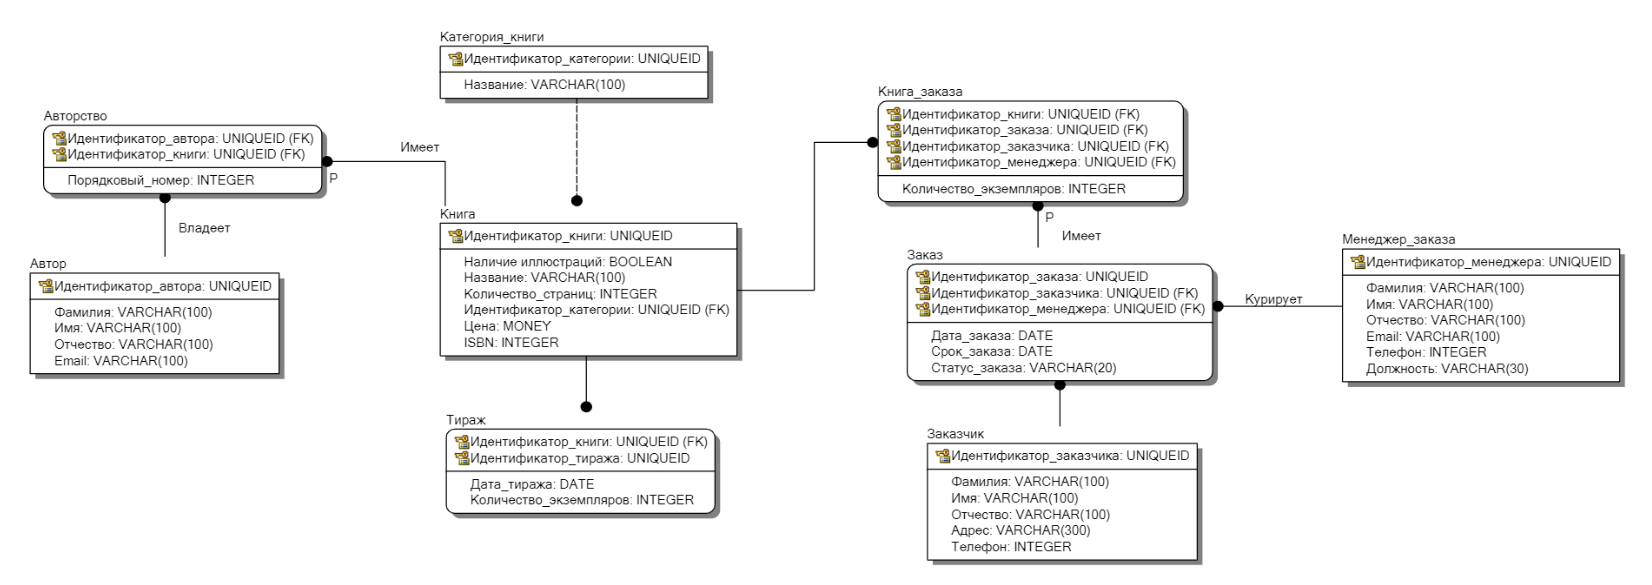 Категория_книги
Идентификатор_категории: UNIQUEID
Название: VARCHAR(100)
Авторство
Идентификатор_автора: UNIQUEID (FK)
Идентификатор_книги: UNIQUEID (FK)
Порядковый_номер: INTEGER
Имеет
P
Владеет
Автор
Идентификатор_автора: UNIQUEID
Фамилия: VARCHAR(100)
Имя: VARCHAR(100)
Отчество: VARCHAR(100)
Email: VARCHAR(100)
Книга
Идентификатор_книги: UNIQUEID
Наличие иллюстраций: BOOLEAN
Название: VARCHAR(100)
Количество_страниц: INTEGER
Идентификатор_категории: UNIQUEID (FK)
Цена: MONEY
ISBN: INTEGER
Тираж
Идентификатор_книги: UNIQUEID (FK)
Идентификатор_тиража: UNIQUEID
Дата_тиража: DATE
Количество_экземпляров: INTEGER
Книга_заказа
Идентификатор_книги: UNIQUEID (FK)
Идентификатор_заказа: UNIQUEID (FK)
Идентификатор_заказчика: UNIQUEID (FK)
Идентификатор_менеджера: UNIQUEID (FK)
Количество_экземпляров: INTEGER
P
Имеет
Заказ
Идентификатор_заказа: UNIQUEID
Идентификатор_заказчика: UNIQUEID (FK)
Идентификатор_менеджера: UNIQUEID (FK)
Дата_заказа: DATE
Срок_заказа: DATE
Статус_заказа: VARCHAR(20)
Курирует
Менеджер_заказа
Идентификатор_менеджера: UNIQUEID
Фамилия: VARCHAR(100)
Имя: VARCHAR(100)
Отчество: VARCHAR(100)
Email: VARCHAR(100)
Телефон: INTEGER
Должность: VARCHAR(30)
Заказчик
Идентификатор_заказчика: UNIQUEID
Фамилия: VARCHAR(100)
Имя: VARCHAR(100)
Отчество: VARCHAR(100)
Адрес: VARCHAR(300)
Телефон: INTEGER